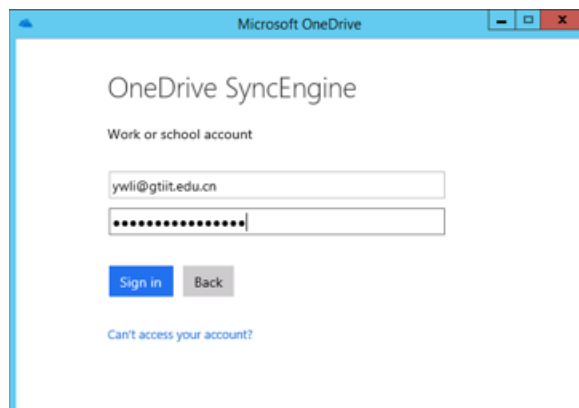 Microsoft OneDrive
OneDrive SyncEngine
Work or school account
ywli@gtiit.edu.cn
••••••••••••••••
Sign in Back
Can't access your account?